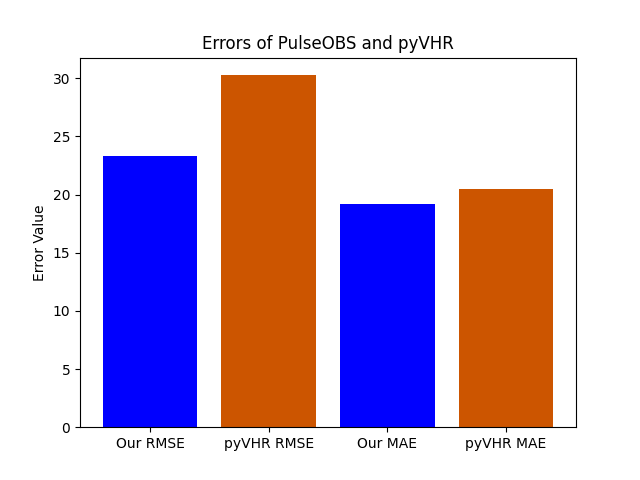 Errors of PulseOBS and pyVHR
Error Value
30
25
20
15
10
5
0
Our RMSE
pyVHR RMSE
Our MAE
pyVHR MAE